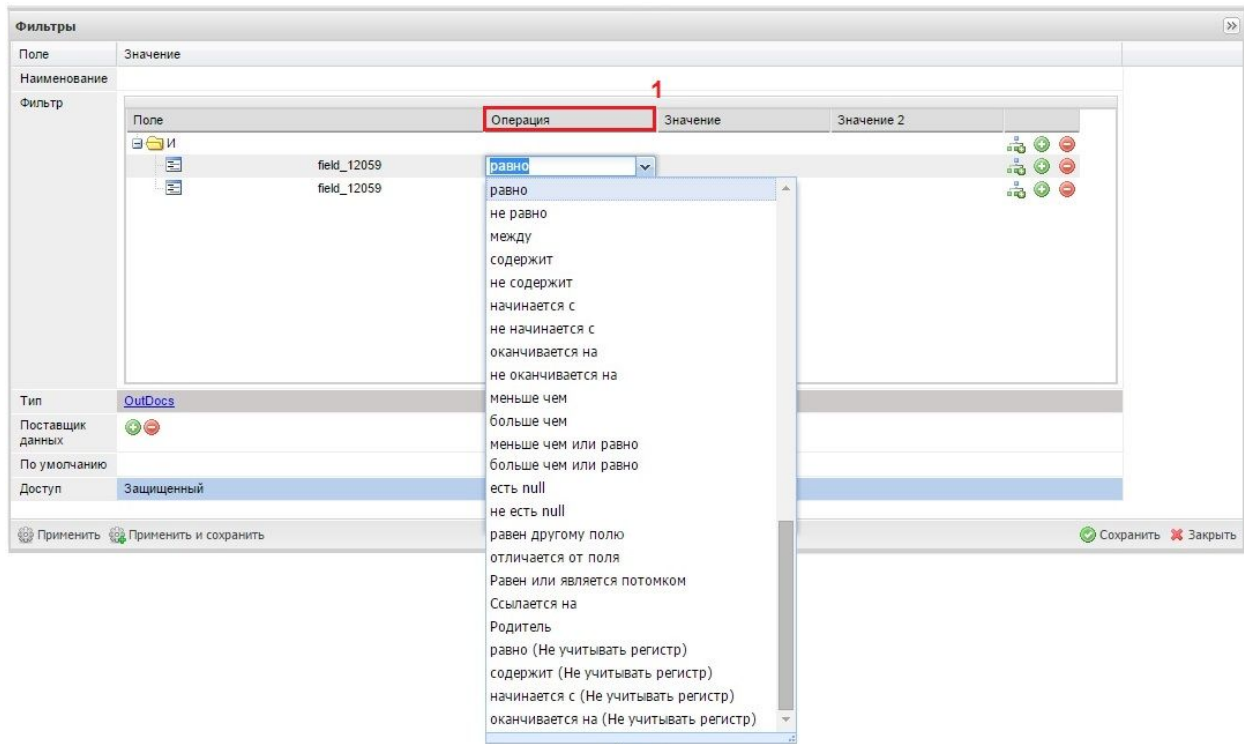 Фильтры
Поле Значение
Наименование
Фильтр
1
Поле Операция Значение Значение 2
И
field_12059 равно
field_12059
равно
не равно
между
содержит
не содержит
начинается с
не начинается с
оканчивается на
не оканчивается на
меньше чем
больше чем
меньше чем или равно
больше чем или равно
есть null
не есть null
равен другому полю
отличается от поля
Равен или является потомком
Ссылается на
Родитель
равно (Не учитывать регистр)
содержит (Не учитывать регистр)
начинается с (Не учитывать регистр)
оканчивается на (Не учитывать регистр)
Тип OutDocs
Поставщик
данных
По умолчанию
Доступ Защищенный
Применить Применить и сохранить Сохранить Закрыть